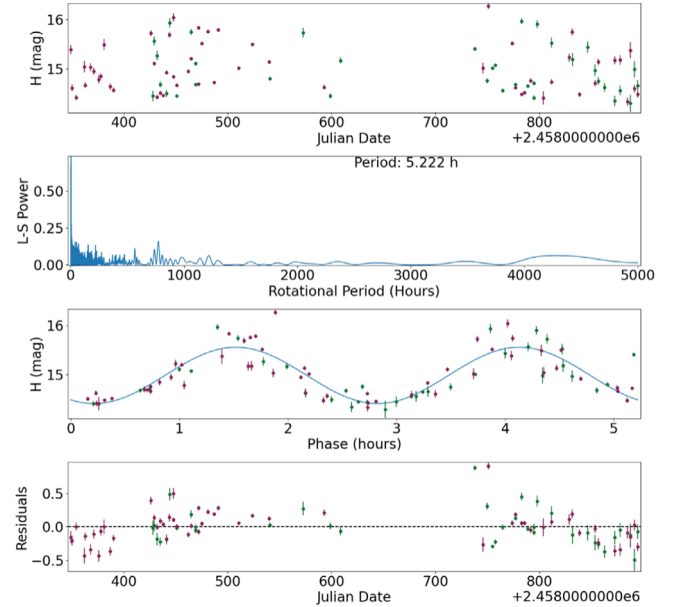 16
15
H (mag)
400 500 600 700 800
Julian Date
+2.4580000000e6
Period: 5.222 h
0.50
0.25
0.00
L-S Power
0 1000 2000 3000 4000 5000
Rotational Period (Hours)
16
15
H (mag)
0 1 2 3 4 5
Phase (hours)
0.5
0.0
−0.5
Residuals
400 500 600 700 800
Julian Date
+2.4580000000e6